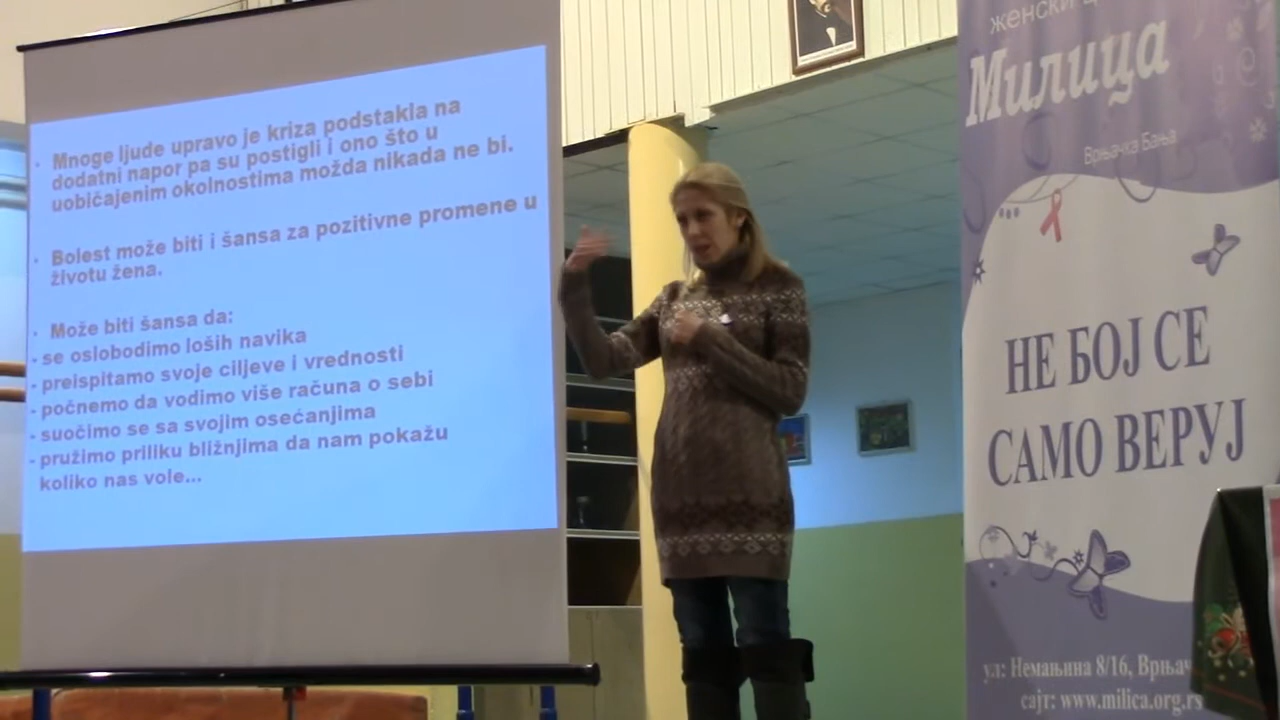 Mnoge ljude upravo je kriza podstakla na
dodatni napor pa su postigli i ono što u
uobičajenim okolnostima možda nikada ne bi.
Bolest može biti i šansa za pozitivne promene u
životu žena.
Može biti šansa da:
- se oslobodimo loših navika
- preispitamo svoje ciljeve i vrednosti
- počnemo da vodimo više računa o sebi
- suočimo se sa svojim osećanjima
- pružimo priliku bližnjima da nam pokažu
koliko nas vole...
женски
Милица
Врњачка Бања
НЕ БОЈ СЕ
САМО ВЕРУЈ
ул: Немањина 8/16,
сајт: www.milica.org.rs